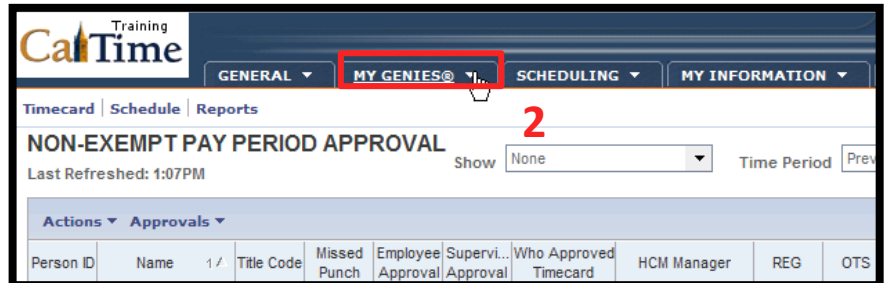 Training
CalTime
GENERAL MY GENIES® SCHEDULING MY INFORMATION
Timecard | Schedule | Reports
2
NON-EXEMPT PAY PERIOD APPROVAL
Show None Time Period Prev
Last Refreshed: 1:07PM
Actions Approvals
Person ID Name 1 Title Code Missed Punch Employee Approval Supervi... Approval Who Approved Timecard HCM Manager REG OTS